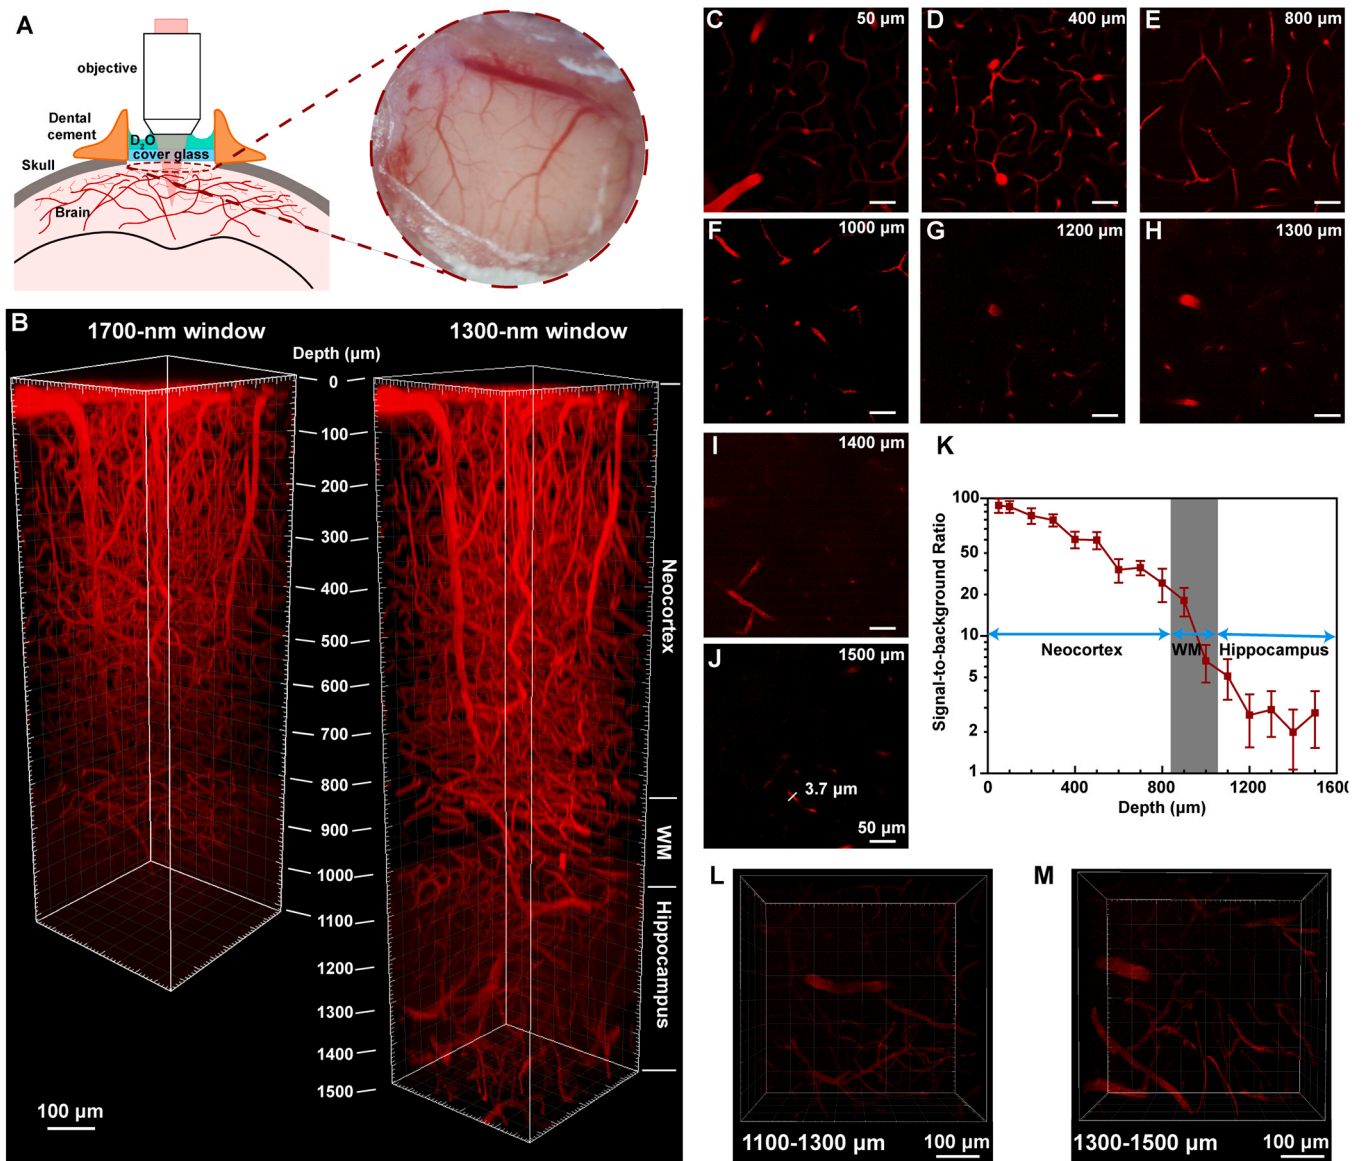 A
objective
Dental
cement
D₂O
cover glass
Skull
Brain
B
1700-nm window
1300-nm window
Depth (µm)
0
100
200
300
400
500
600
700
800
900
1000
1100
1200
1300
1400
1500
Neocortex
WM
Hippocampus
100 µm
C
50 µm
D
400 µm
E
800 µm
F
1000 µm
G
1200 µm
H
1300 µm
I
1400 µm
J
1500 µm
3.7 µm
50 µm
K
Signal-to-background Ratio
100
50
20
10
5
2
1
Neocortex
WM
Hippocampus
0
400
800
1200
1600
Depth (µm)
L
1100-1300 µm
100 µm
M
1300-1500 µm
100 µm